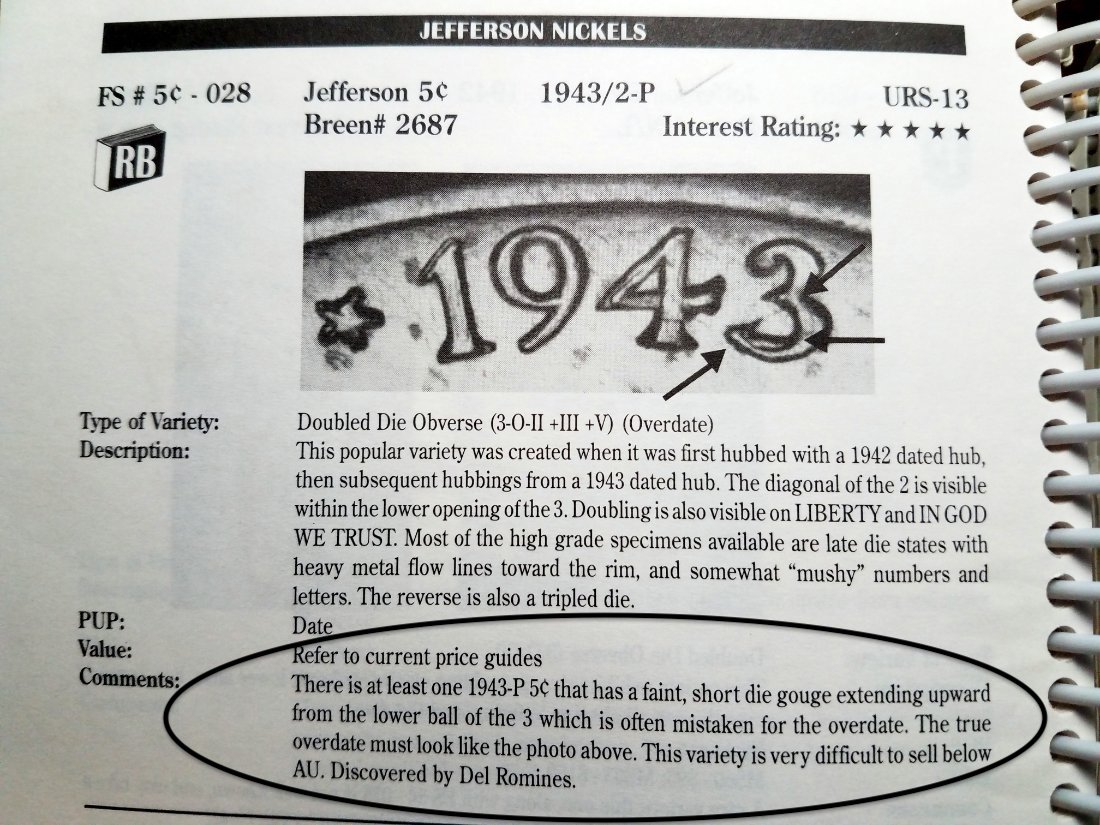 JEFFERSON NICKELS
FS # 5¢ - 028 Jefferson 5¢ 1943/2-P URS-13
Breen# 2687 Interest Rating: ★ ★ ★ ★ ★
RB
1943
Type of Variety: Doubled Die Obverse (3-O-II +III +V) (Overdate)
Description: This popular variety was created when it was first hubbed with a 1942 dated hub,
then subsequent hubbings from a 1943 dated hub. The diagonal of the 2 is visible
within the lower opening of the 3. Doubling is also visible on LIBERTY and IN GOD
WE TRUST. Most of the high grade specimens available are late die states with
heavy metal flow lines toward the rim, and somewhat “mushy” numbers and
letters. The reverse is also a tripled die.
PUP: Date
Value: Refer to current price guides
Comments: There is at least one 1943-P 5¢ that has a faint, short die gouge extending upward
from the lower ball of the 3 which is often mistaken for the overdate. The true
overdate must look like the photo above. This variety is very difficult to sell below
AU. Discovered by Del Romines.